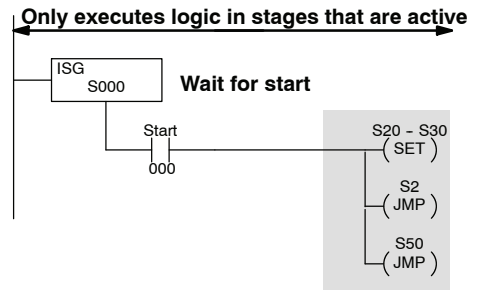 Only executes logic in stages that are active
ISG
S000
Wait for start
Start
000
S20 - S30
SET
S2
JMP
S50
JMP